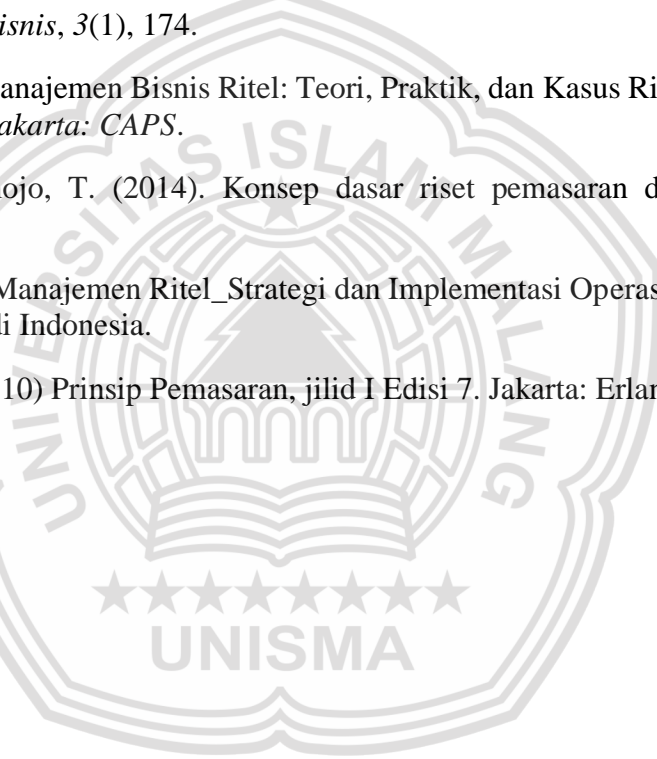 isnis, 3(1), 174.
anajemen Bisnis Ritel: Teori, Praktik, dan Kasus Ri
akarta: CAPS.
ojo, T. (2014). Konsep dasar riset pemasaran d
Manajemen Ritel_Strategi dan Implementasi Operas
di Indonesia.
10) Prinsip Pemasaran, jilid I Edisi 7. Jakarta: Erlan
UNIVERSITAS ISLAM MALANG
UNISMA